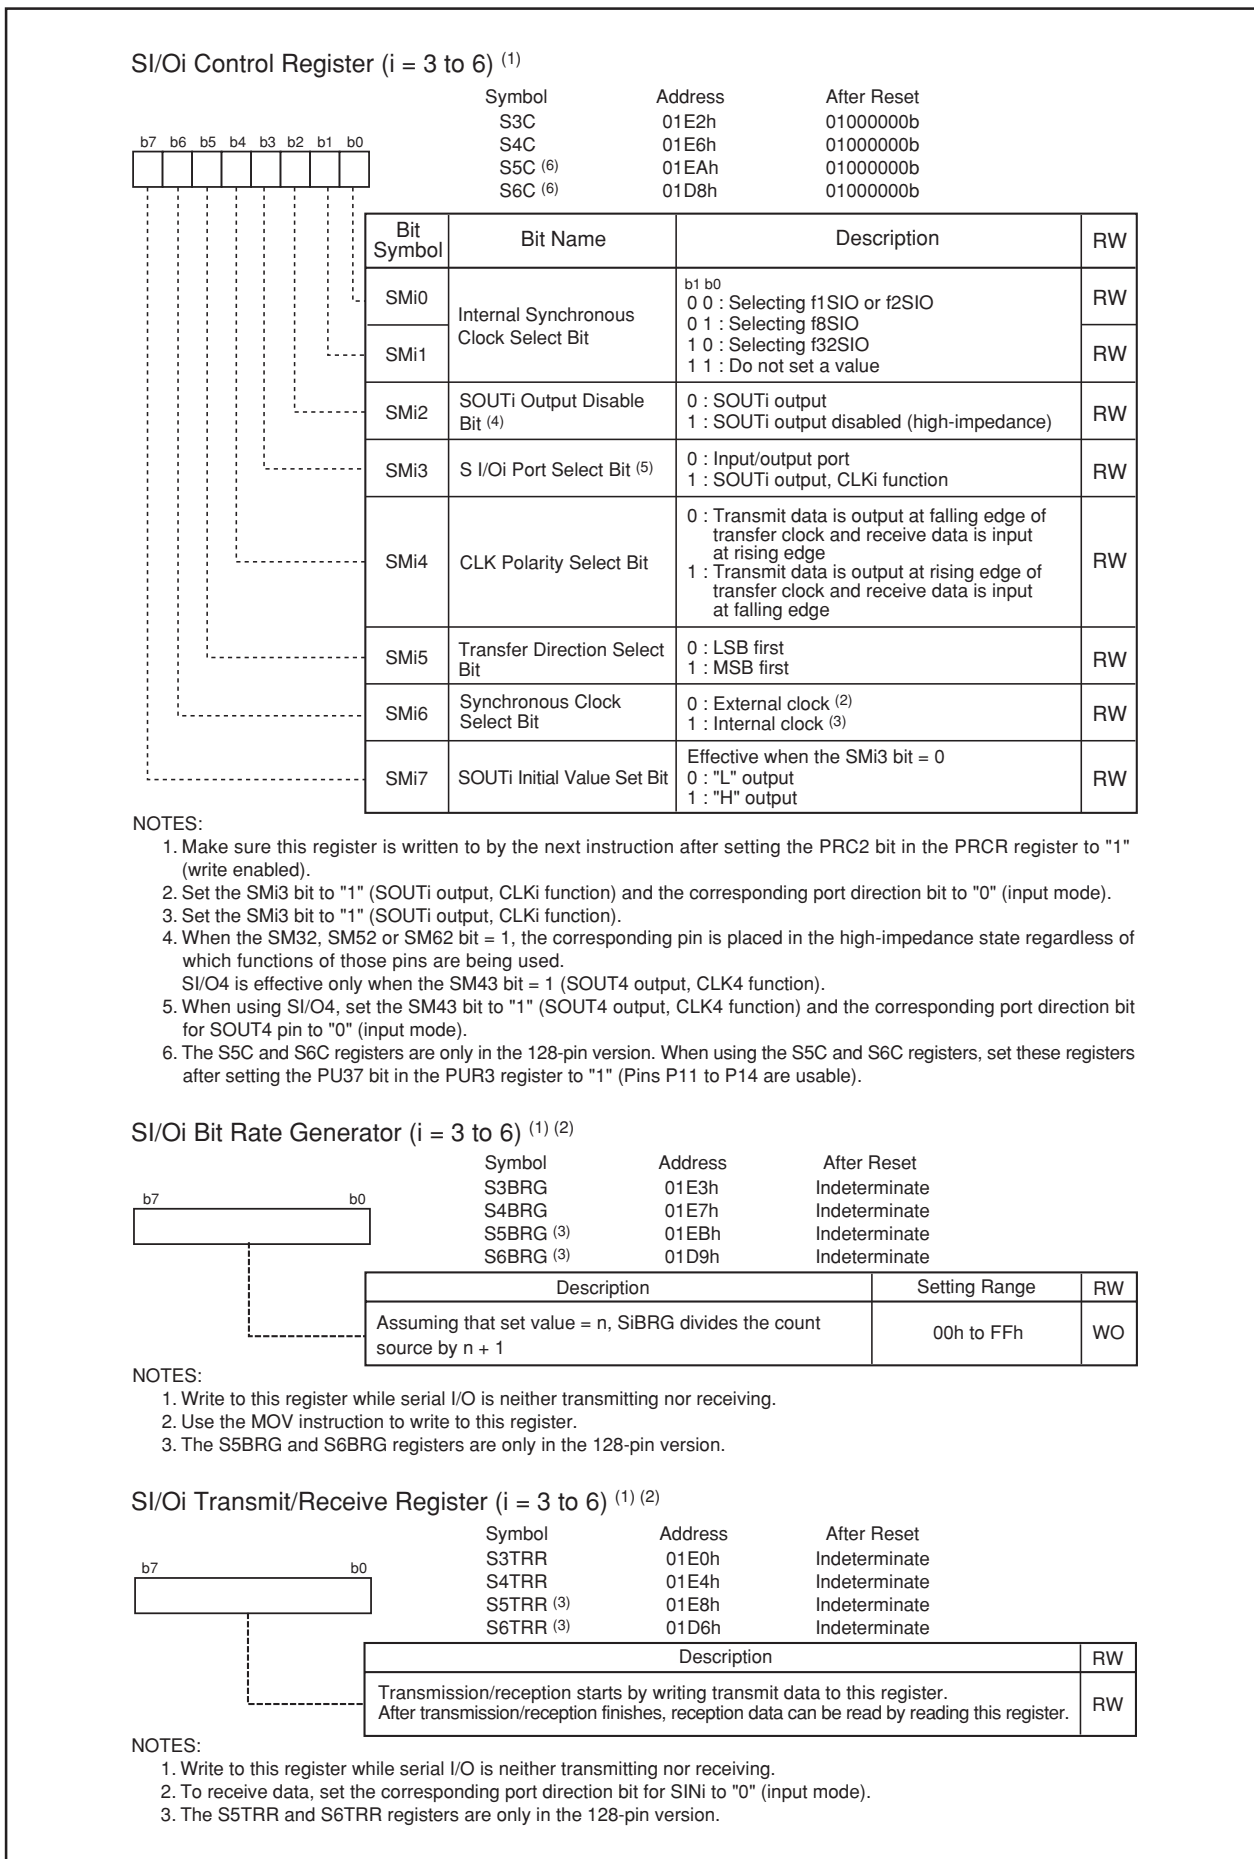 SI/Oi Control Register (i = 3 to 6) (1)
Symbol Address After Reset
S3C 01E2h 01000000b
S4C 01E6h 01000000b
S5C (6) 01EAh 01000000b
S6C (6) 01D8h 01000000b
b7 b6 b5 b4 b3 b2 b1 b0
Bit Symbol Bit Name Description RW
SMi0 Internal Synchronous Clock Select Bit b1 b0
0 0 : Selecting f1SIO or f2SIO RW
0 1 : Selecting f8SIO
SMi1 1 0 : Selecting f32SIO RW
1 1 : Do not set a value
SMi2 SOUTi Output Disable Bit (4) 0 : SOUTi output RW
1 : SOUTi output disabled (high-impedance)
SMi3 S I/Oi Port Select Bit (5) 0 : Input/output port RW
1 : SOUTi output, CLKi function
SMi4 CLK Polarity Select Bit 0 : Transmit data is output at falling edge of RW
transfer clock and receive data is input
at rising edge
1 : Transmit data is output at rising edge of
transfer clock and receive data is input
at falling edge
SMi5 Transfer Direction Select Bit 0 : LSB first RW
1 : MSB first
SMi6 Synchronous Clock Select Bit 0 : External clock (2) RW
1 : Internal clock (3)
SMi7 SOUTi Initial Value Set Bit Effective when the SMi3 bit = 0 RW
0 : "L" output
1 : "H" output
NOTES:
1. Make sure this register is written to by the next instruction after setting the PRC2 bit in the PRCR register to "1"
(write enabled).
2. Set the SMi3 bit to "1" (SOUTi output, CLKi function) and the corresponding port direction bit to "0" (input mode).
3. Set the SMi3 bit to "1" (SOUTi output, CLKi function).
4. When the SM32, SM52 or SM62 bit = 1, the corresponding pin is placed in the high-impedance state regardless of
which functions of those pins are being used.
SI/O4 is effective only when the SM43 bit = 1 (SOUT4 output, CLK4 function).
5. When using SI/O4, set the SM43 bit to "1" (SOUT4 output, CLK4 function) and the corresponding port direction bit
for SOUT4 pin to "0" (input mode).
6. The S5C and S6C registers are only in the 128-pin version. When using the S5C and S6C registers, set these registers
after setting the PU37 bit in the PUR3 register to "1" (Pins P11 to P14 are usable).
SI/Oi Bit Rate Generator (i = 3 to 6) (1) (2)
Symbol Address After Reset
S3BRG 01E3h Indeterminate
S4BRG 01E7h Indeterminate
S5BRG (3) 01EBh Indeterminate
S6BRG (3) 01D9h Indeterminate
b7 b0
Description Setting Range RW
Assuming that set value = n, SiBRG divides the count 00h to FFh WO
source by n + 1
NOTES:
1. Write to this register while serial I/O is neither transmitting nor receiving.
2. Use the MOV instruction to write to this register.
3. The S5BRG and S6BRG registers are only in the 128-pin version.
SI/Oi Transmit/Receive Register (i = 3 to 6) (1) (2)
Symbol Address After Reset
S3TRR 01E0h Indeterminate
S4TRR 01E4h Indeterminate
S5TRR (3) 01E8h Indeterminate
S6TRR (3) 01D6h Indeterminate
b7 b0
Description RW
Transmission/reception starts by writing transmit data to this register. RW
After transmission/reception finishes, reception data can be read by reading this register.
NOTES:
1. Write to this register while serial I/O is neither transmitting nor receiving.
2. To receive data, set the corresponding port direction bit for SINi to "0" (input mode).
3. The S5TRR and S6TRR registers are only in the 128-pin version.